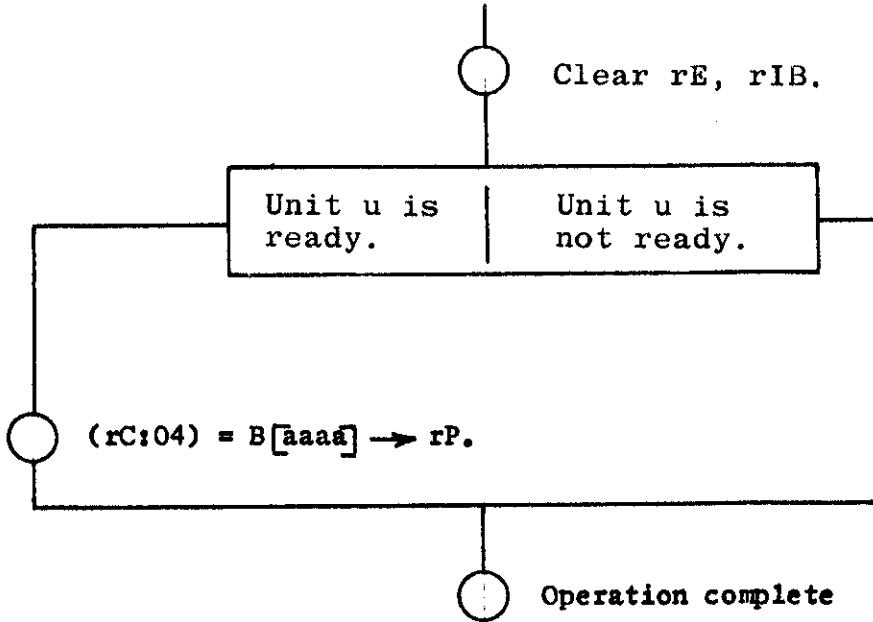 Clear rE, rIB.
Unit u is
ready.
Unit u is
not ready.
(rC:04) = B[aaaa] → rP.
Operation complete